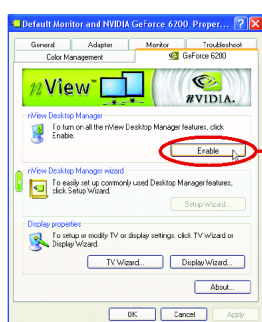 Default Monitor and NVIDIA GeForce 6200 Proper...
General Adapter Monitor Troubleshoot
Color Management GeForce 6200
nView™ NVIDIA.
nView Desktop Manager
To turn on all the nView Desktop Manager features, click
Enable.
Enable
nView Desktop Manager wizard
To easily set up commonly used Desktop Manager features,
click Setup Wizard.
Setup Wizard...
Display properties
To setup or modify TV or display settings, click TV Wizard or
Display Wizard.
TV Wizard... Display Wizard...
About...
OK Cancel Apply